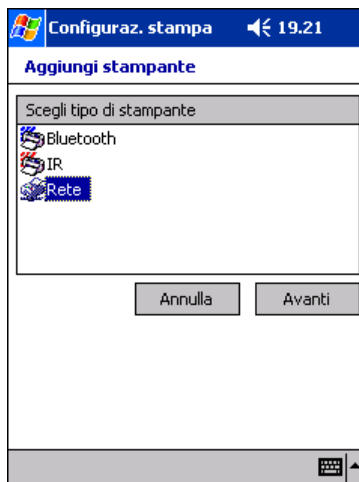 Configuraz. stampa 19.21
Aggiungi stampante
Scegli tipo di stampante
Bluetooth
IR
Rete
Annulla Avanti